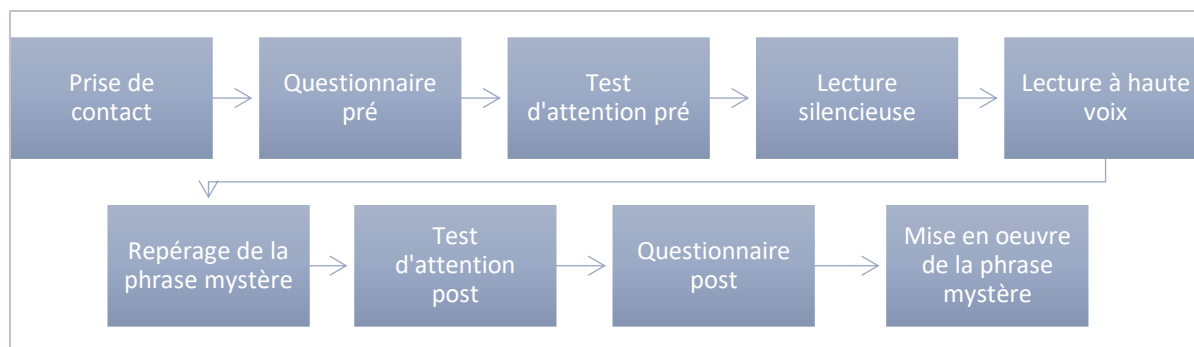 Prise de
contact
Questionnaire
pré
Test
d'attention pré
Lecture
silencieuse
Lecture à haute
voix
Repérage de la
phrase mystère
Test
d'attention
post
Questionnaire
post
Mise en oeuvre
de la phrase
mystère